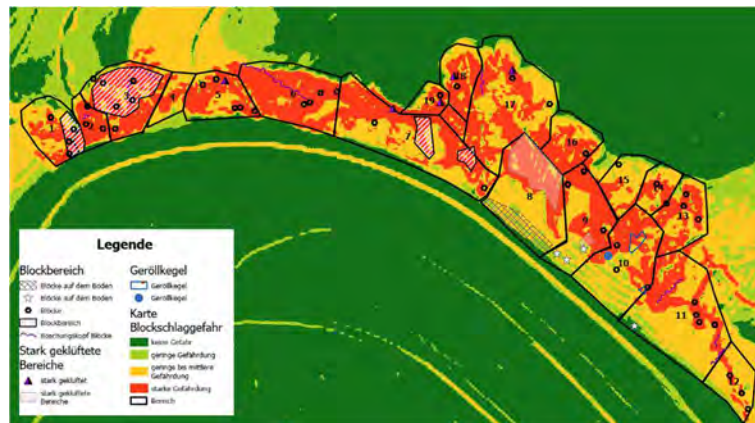 Legende
Blockbereich
Blöcke auf dem Boden
Blöcke auf dem Boden
Blöcke
Blockbereich
Böschungskopf Blöcke
Stark geklüftete
Bereiche
stark geklüftet
stark geklüftete
Bereiche
Geröllkegel
Geröllkegel
Geröllkegel
Karte
Blockschlaggefahr
keine Gefahr
geringe Gefährdung
geringe bis mittlere
Gefährdung
starke Gefährdung
Bereich
1
2
4
5
6
7
19
18
17
16
8
15
14
13
9
10
11
12